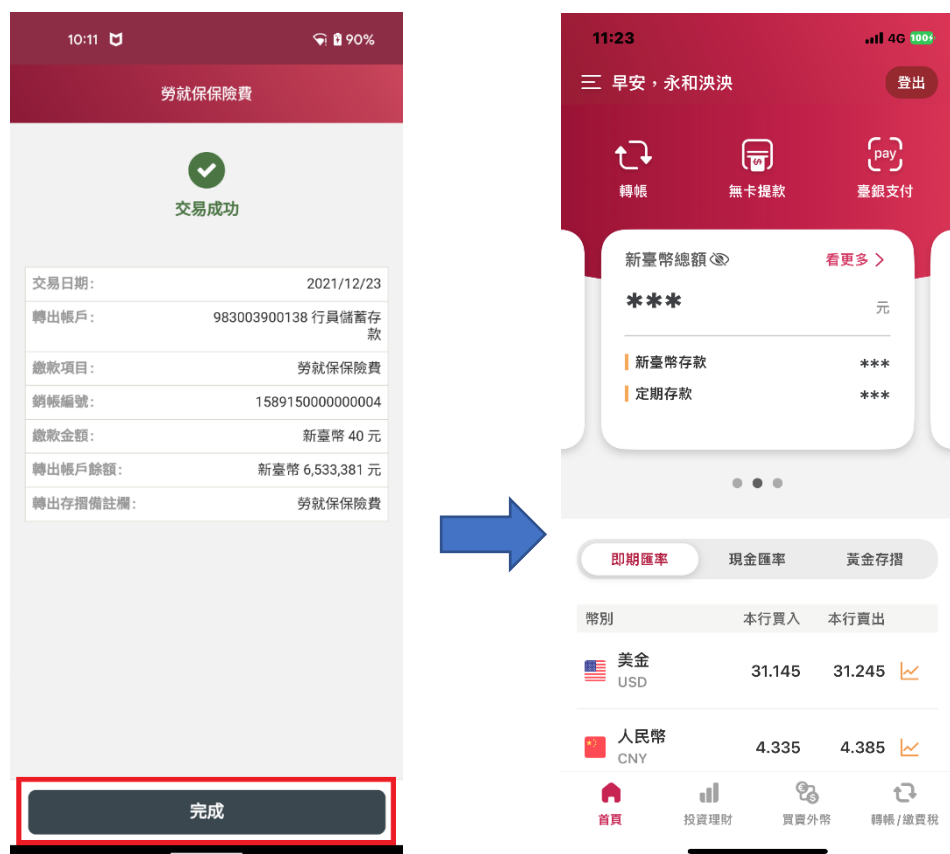 10:11 90%
勞就保保險費
交易成功
交易日期: 2021/12/23
轉出帳戶: 983003900138 行員儲蓄存
款
繳款項目: 勞就保保險費
銷帳編號: 1589150000000004
繳款金額: 新臺幣 40 元
轉出帳戶餘額: 新臺幣 6,533,381 元
轉出存摺備註欄: 勞就保保險費
完成
11:23 4G 100
早安，永和泱泱 登出
pay
轉帳 無卡提款 臺銀支付
新臺幣總額 看更多
*** 元
新臺幣存款 ***
定期存款 ***
即期匯率 現金匯率 黃金存摺
幣別 本行買入 本行賣出
美金
USD 31.145 31.245
人民幣
CNY 4.335 4.385
首頁 投資理財 買賣外幣 轉帳/繳費稅